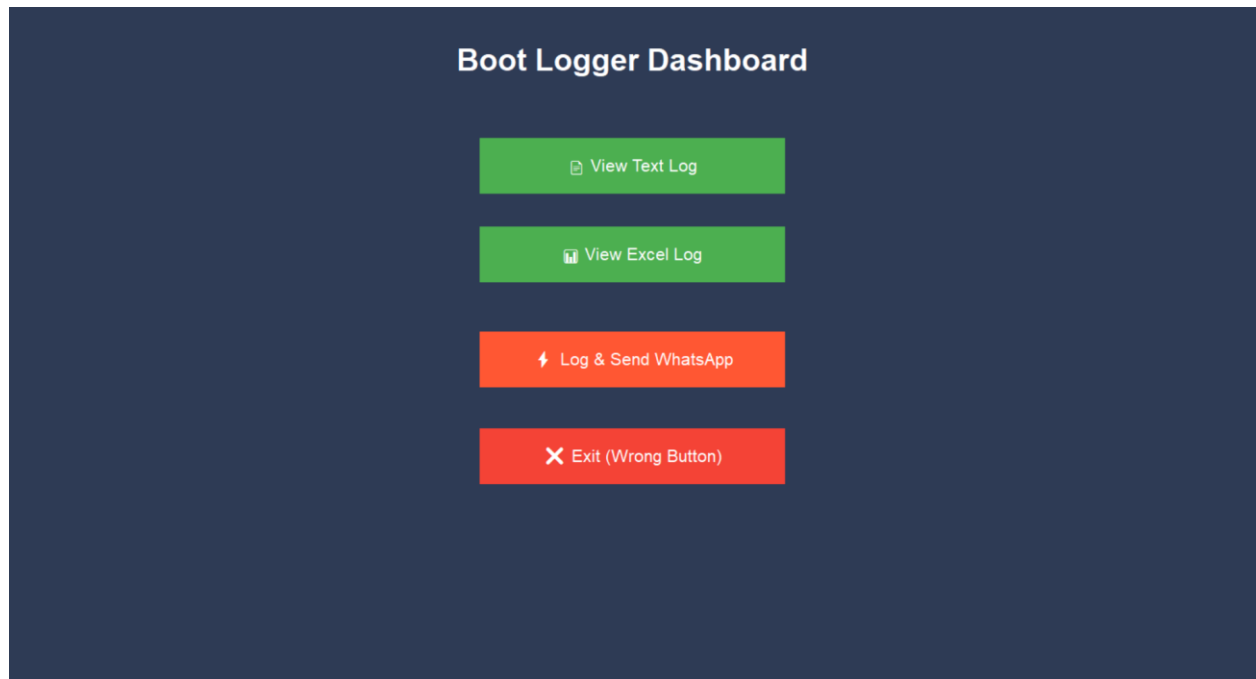 Boot Logger Dashboard
View Text Log
View Excel Log
Log & Send WhatsApp
Exit (Wrong Button)